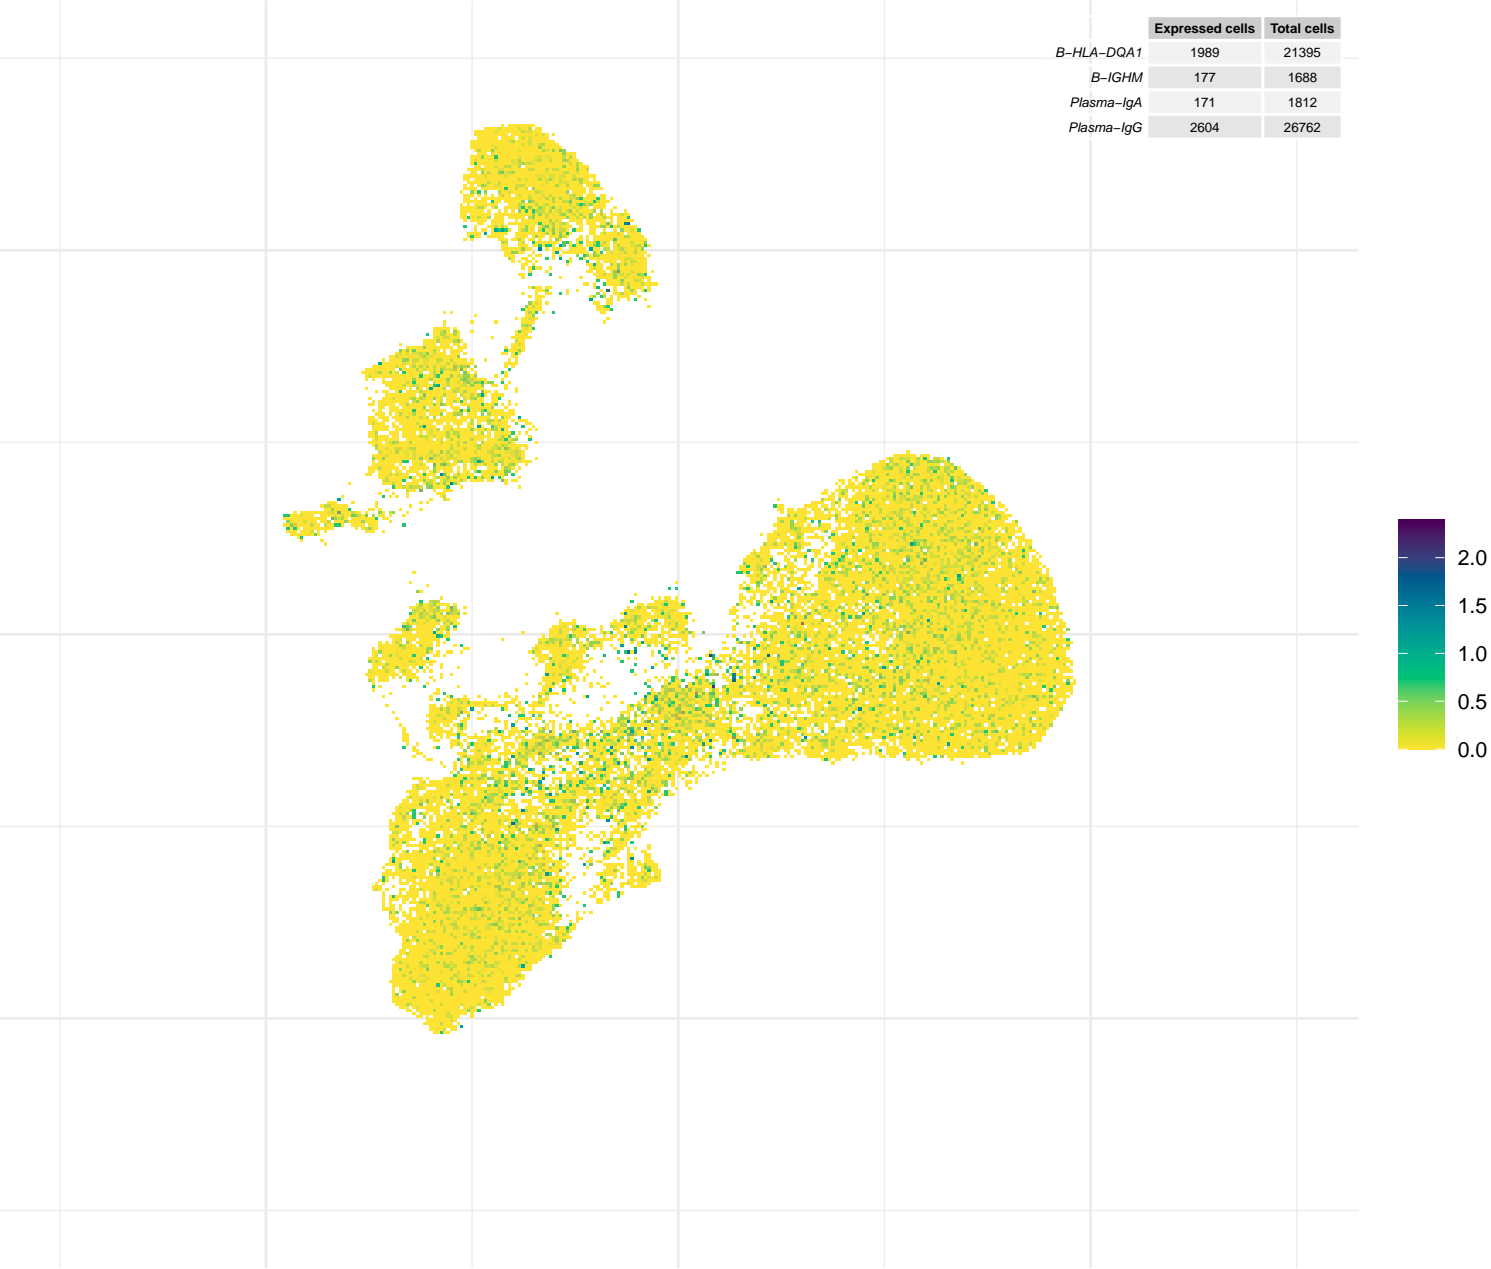 Expressed cells Total cells
B−HLA−DQA1 1989 21395
B−IGHM 177 1688
Plasma−IgA 171 1812
Plasma−IgG 2604 26762
2.0
1.5
1.0
0.5
0.0